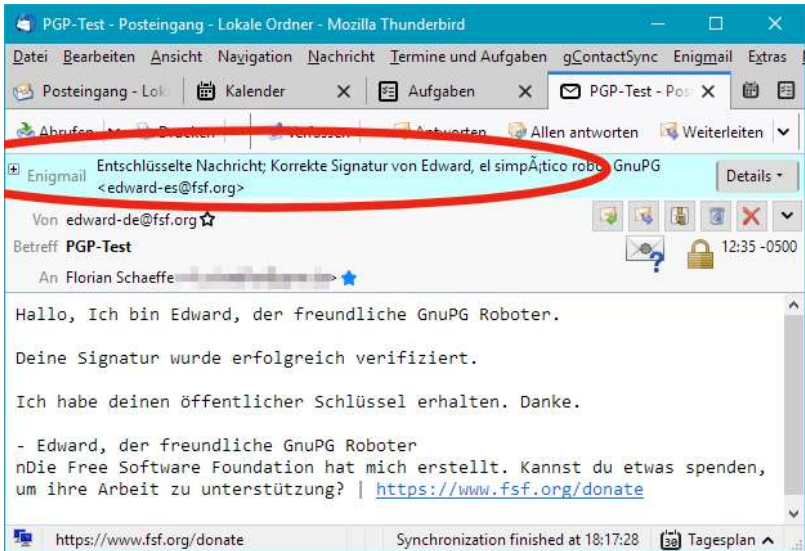 PGP-Test - Posteingang - Lokale Ordner - Mozilla Thunderbird
Datei Bearbeiten Ansicht Navigation Nachricht Termine und Aufgaben gContactSync Enigmail Extras
Posteingang - Lok Kalender Aufgaben PGP-Test - Pos
Abrufen Drucken Verfassen Antworten Allen antworten Weiterleiten
Enigmail Entschlüsselte Nachricht; Korrekte Signatur von Edward, el simpÃ¡tico robot GnuPG Details
<edward-es@fsf.org>
Von edward-de@fsf.org
Betreff PGP-Test 12:35 -0500
An Florian Schaeffe
Hallo, Ich bin Edward, der freundliche GnuPG Roboter.
Deine Signatur wurde erfolgreich verifiziert.
Ich habe deinen öffentlicher Schlüssel erhalten. Danke.
- Edward, der freundliche GnuPG Roboter
nDie Free Software Foundation hat mich erstellt. Kannst du etwas spenden,
um ihre Arbeit zu unterstützung? | https://www.fsf.org/donate
https://www.fsf.org/donate Synchronization finished at 18:17:28 30 Tagesplan